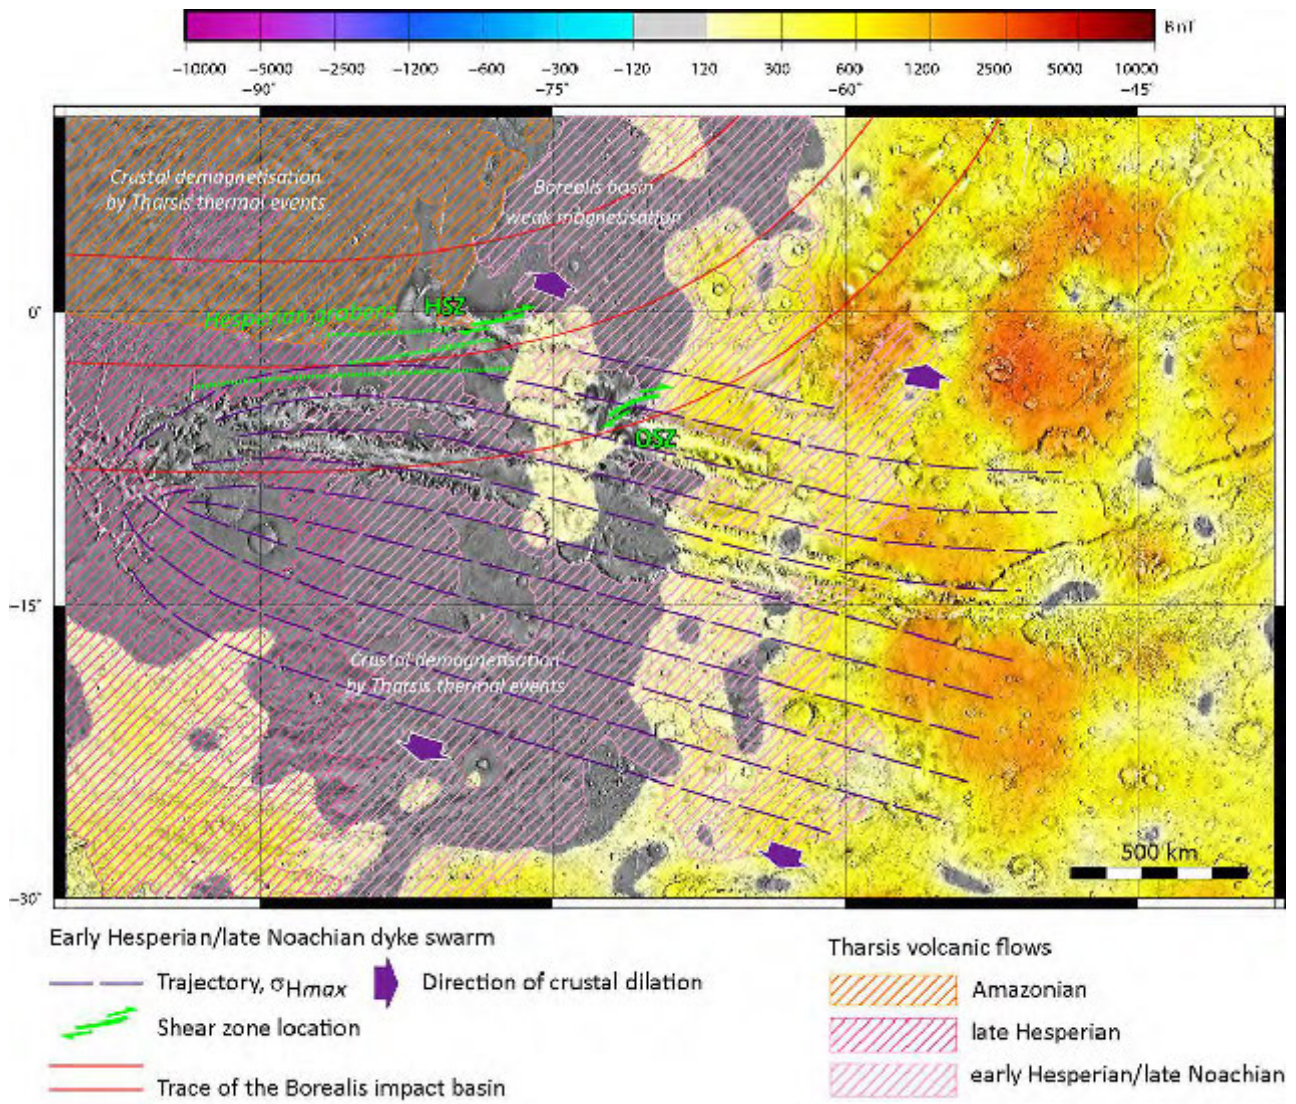 BnT
−10000 −5000 −2500 −1200 −600 −300 −120 120 300 600 1200 2500 5000 10000
−90° −75° −60° −45°
Crustal demagnetisation
by Tharsis thermal events
Borealis basin
weak magnetisation
HSZ
0°
Hesperian grabens
OSZ
−15°
Crustal demagnetisation
by Tharsis thermal events
500 km
−30°
Early Hesperian/late Noachian dyke swarm
Trajectory, σHmax
Direction of crustal dilation
Shear zone location
Trace of the Borealis impact basin
Tharsis volcanic flows
Amazonian
late Hesperian
early Hesperian/late Noachian